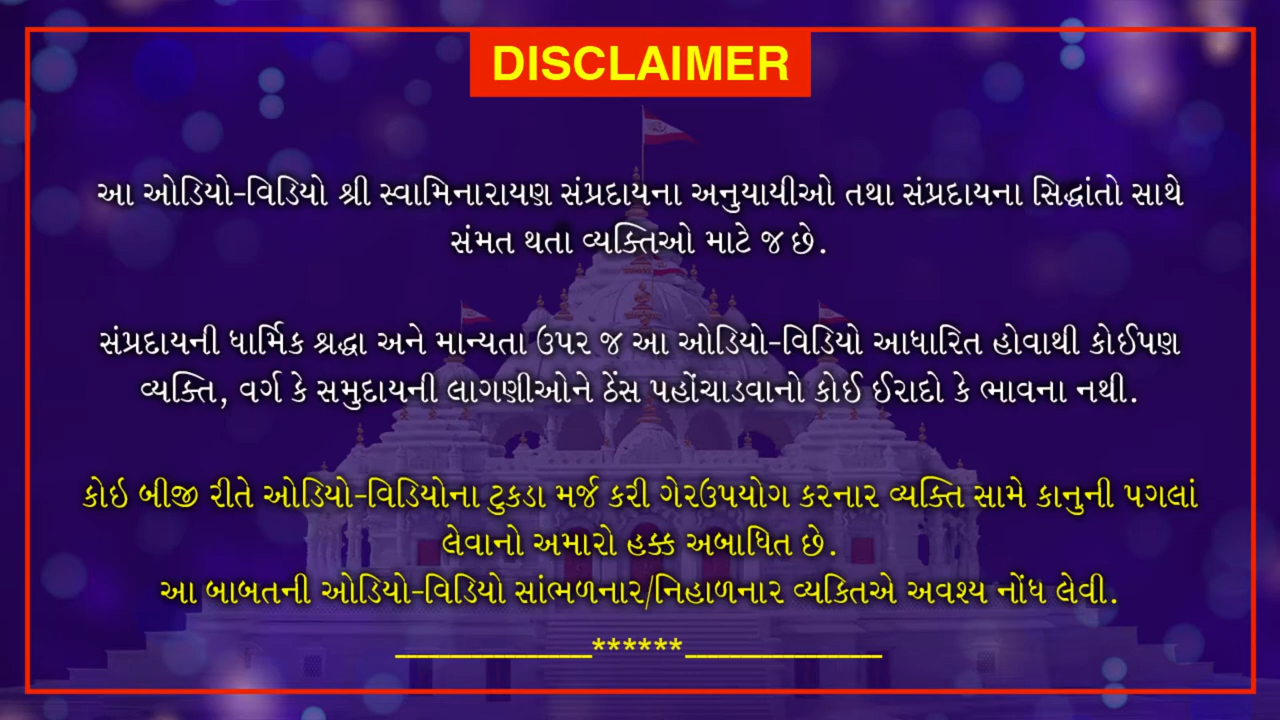 DISCLAIMER
આ ઓડિયો-વિડિયો શ્રી સ્વામિનારાયણ સંપ્રદાયના અનુયાયીઓ તથા સંપ્રદાયના સિદ્ધાંતો સાથે
સંમત થતા વ્યક્તિઓ માટે જ છે.
સંપ્રદાયની ધાર્મિક શ્રદ્ધા અને માન્યતા ઉપર જ આ ઓડિયો-વિડિયો આધારિત હોવાથી કોઈપણ
વ્યક્તિ, વર્ગ કે સમુદાયની લાગણીઓને ઠેંસ પહોંચાડવાનો કોઈ ઈરાદો કે ભાવના નથી.
કોઇ બીજી રીતે ઓડિયો-વિડિયોના ટુકડા મર્જ કરી ગેરઉપયોગ કરનાર વ્યક્તિ સામે કાનુની પગલાં
લેવાનો અમારો હક્ક અબાધિત છે.
આ બાબતની ઓડિયો-વિડિયો સાંભળનાર/નિહાળનાર વ્યકિતએ અવશ્ય નોંધ લેવી.
_________________******_________________